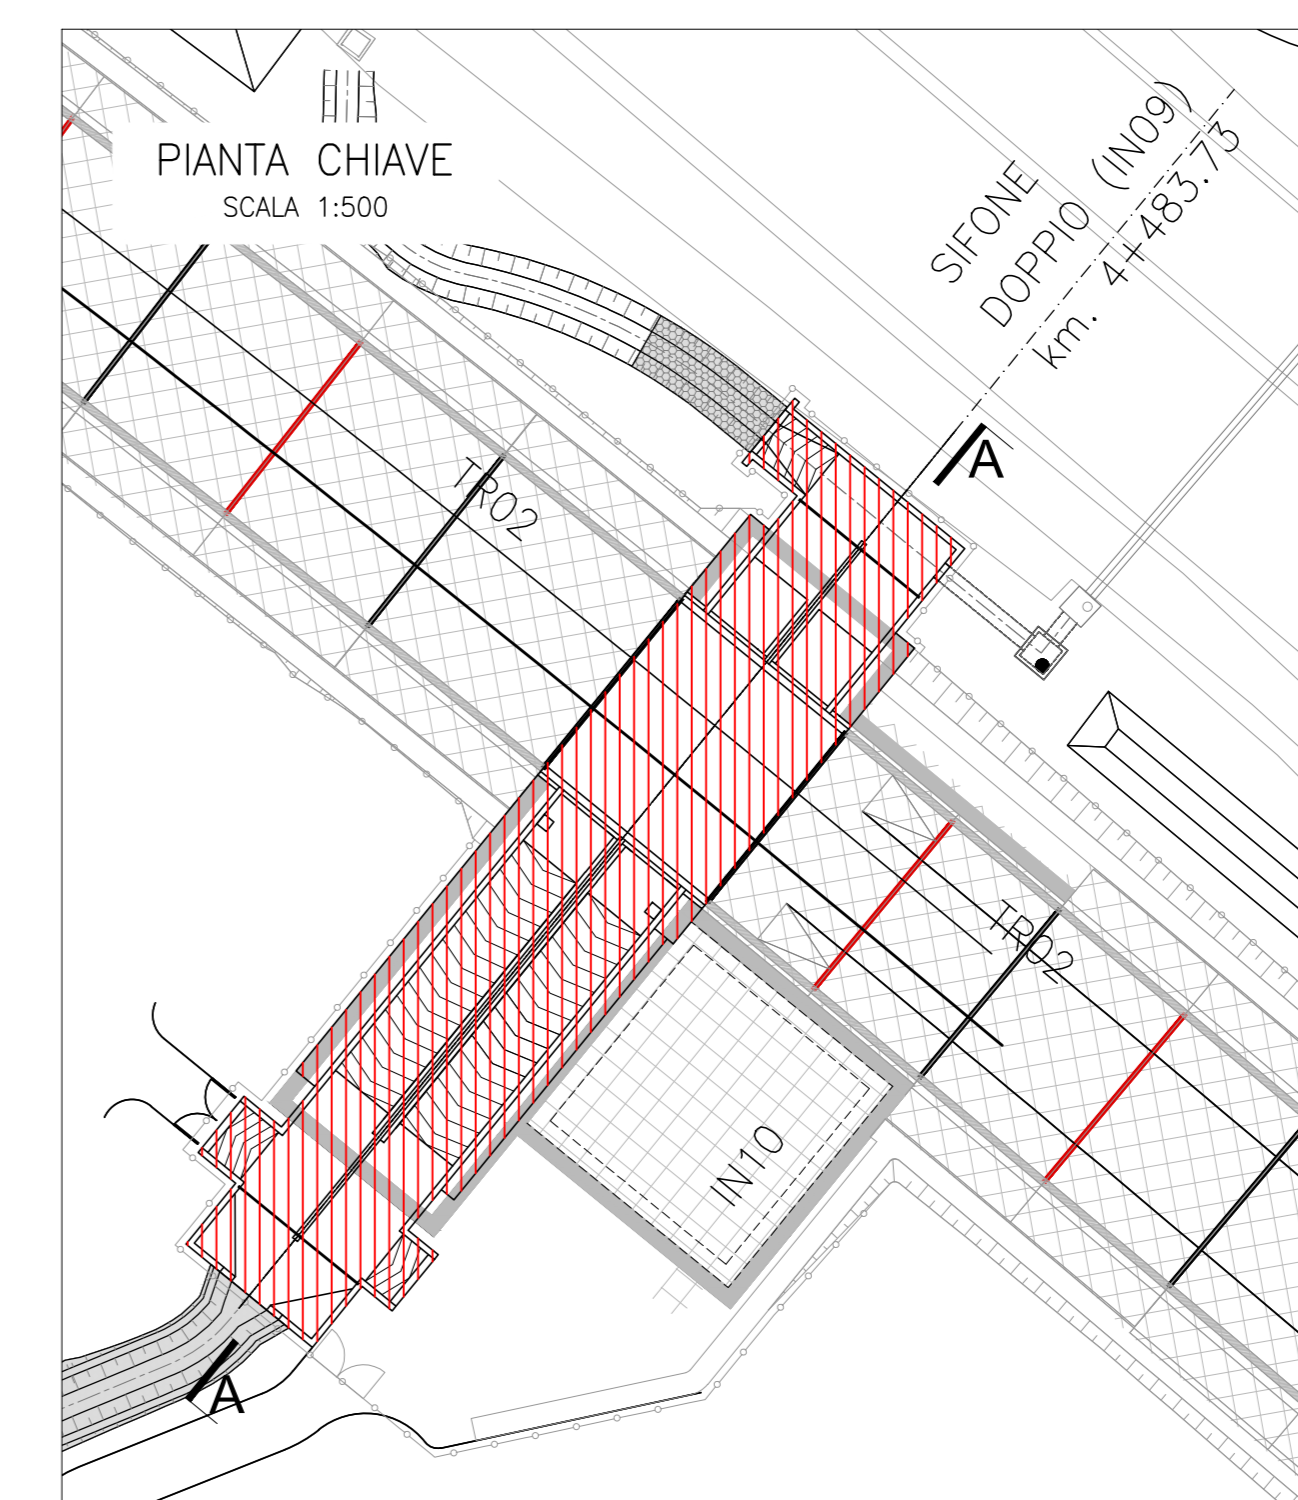 PIANTA CHIAVE
SCALA 1:500
SIFONE
DOPPIO (IN09)
km. 4+483.73
A
TR02
TR02
IN10
A